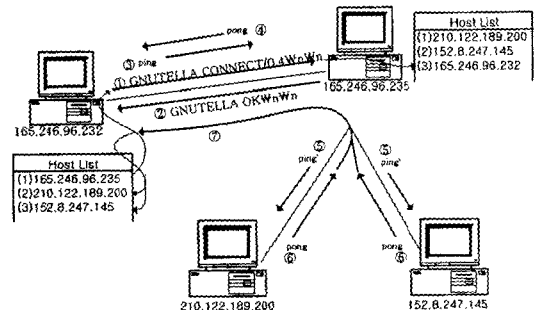 pong ④
③ ping
① GNUTELLA CONNECT/0.4₩n₩n
② GNUTELLA OK₩n₩n
⑦
165.246.96.232
165.246.96.235
Host List
(1)210.122.189.200
(2)152.8.247.145
(3)165.246.96.232
Host List
(1)165.246.96.235
(2)210.122.189.200
(3)152.8.247.145
⑤
ping'
⑤
ping'
pong
⑥
pong
⑥
210.122.189.200
152.8.247.145